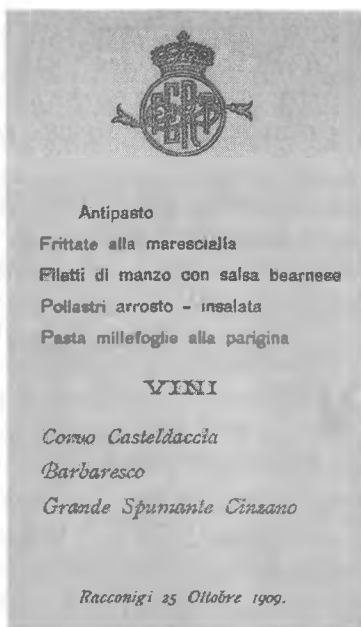 Antipasto
Frittate alla marescialla
Filetti di manzo con salsa bearnese
Pollastri arrosto - insalata
Pasta millefoglie alla parigina
VINI
Corvo Casteldaccia
Barbaresco
Grande Spumante Cinzano
Racconigi 25 Ottobre 1909.